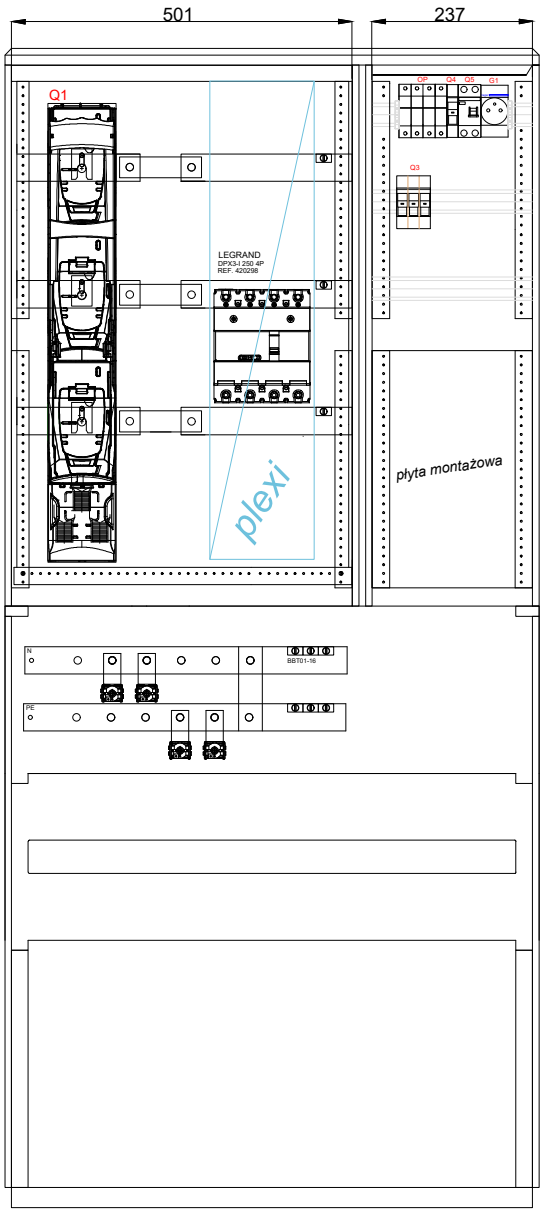 501
237
Q1
OP
Q4
Q5
G1
Q3
LEGRAND
DPX3-I 250 4P
REF. 420298
plexi
płyta montażowa
N
BBT01-16
PE